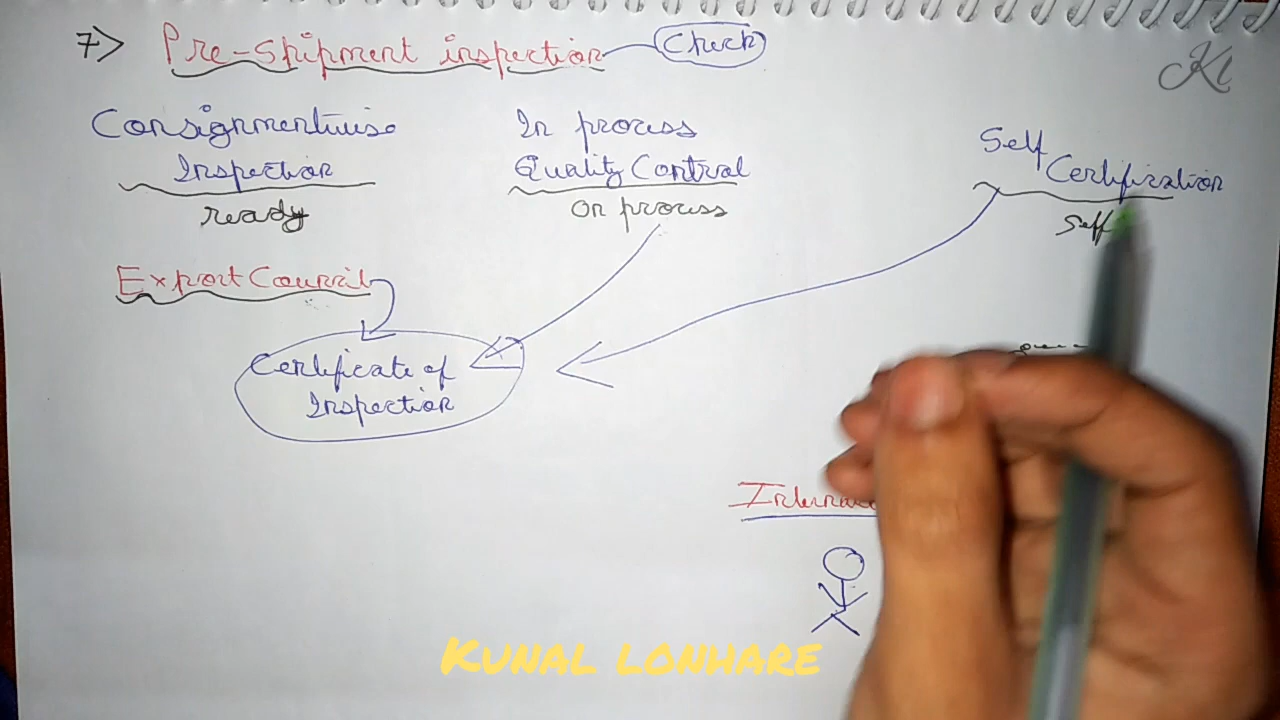 7> Pre-Shipment inspection Check
Kl
Consignmentwise
Inspection
ready
In process
Quality Control
On process
Self
Certification
Self
Export Council
Certificate of
Inspection
KUNAL LONHARE